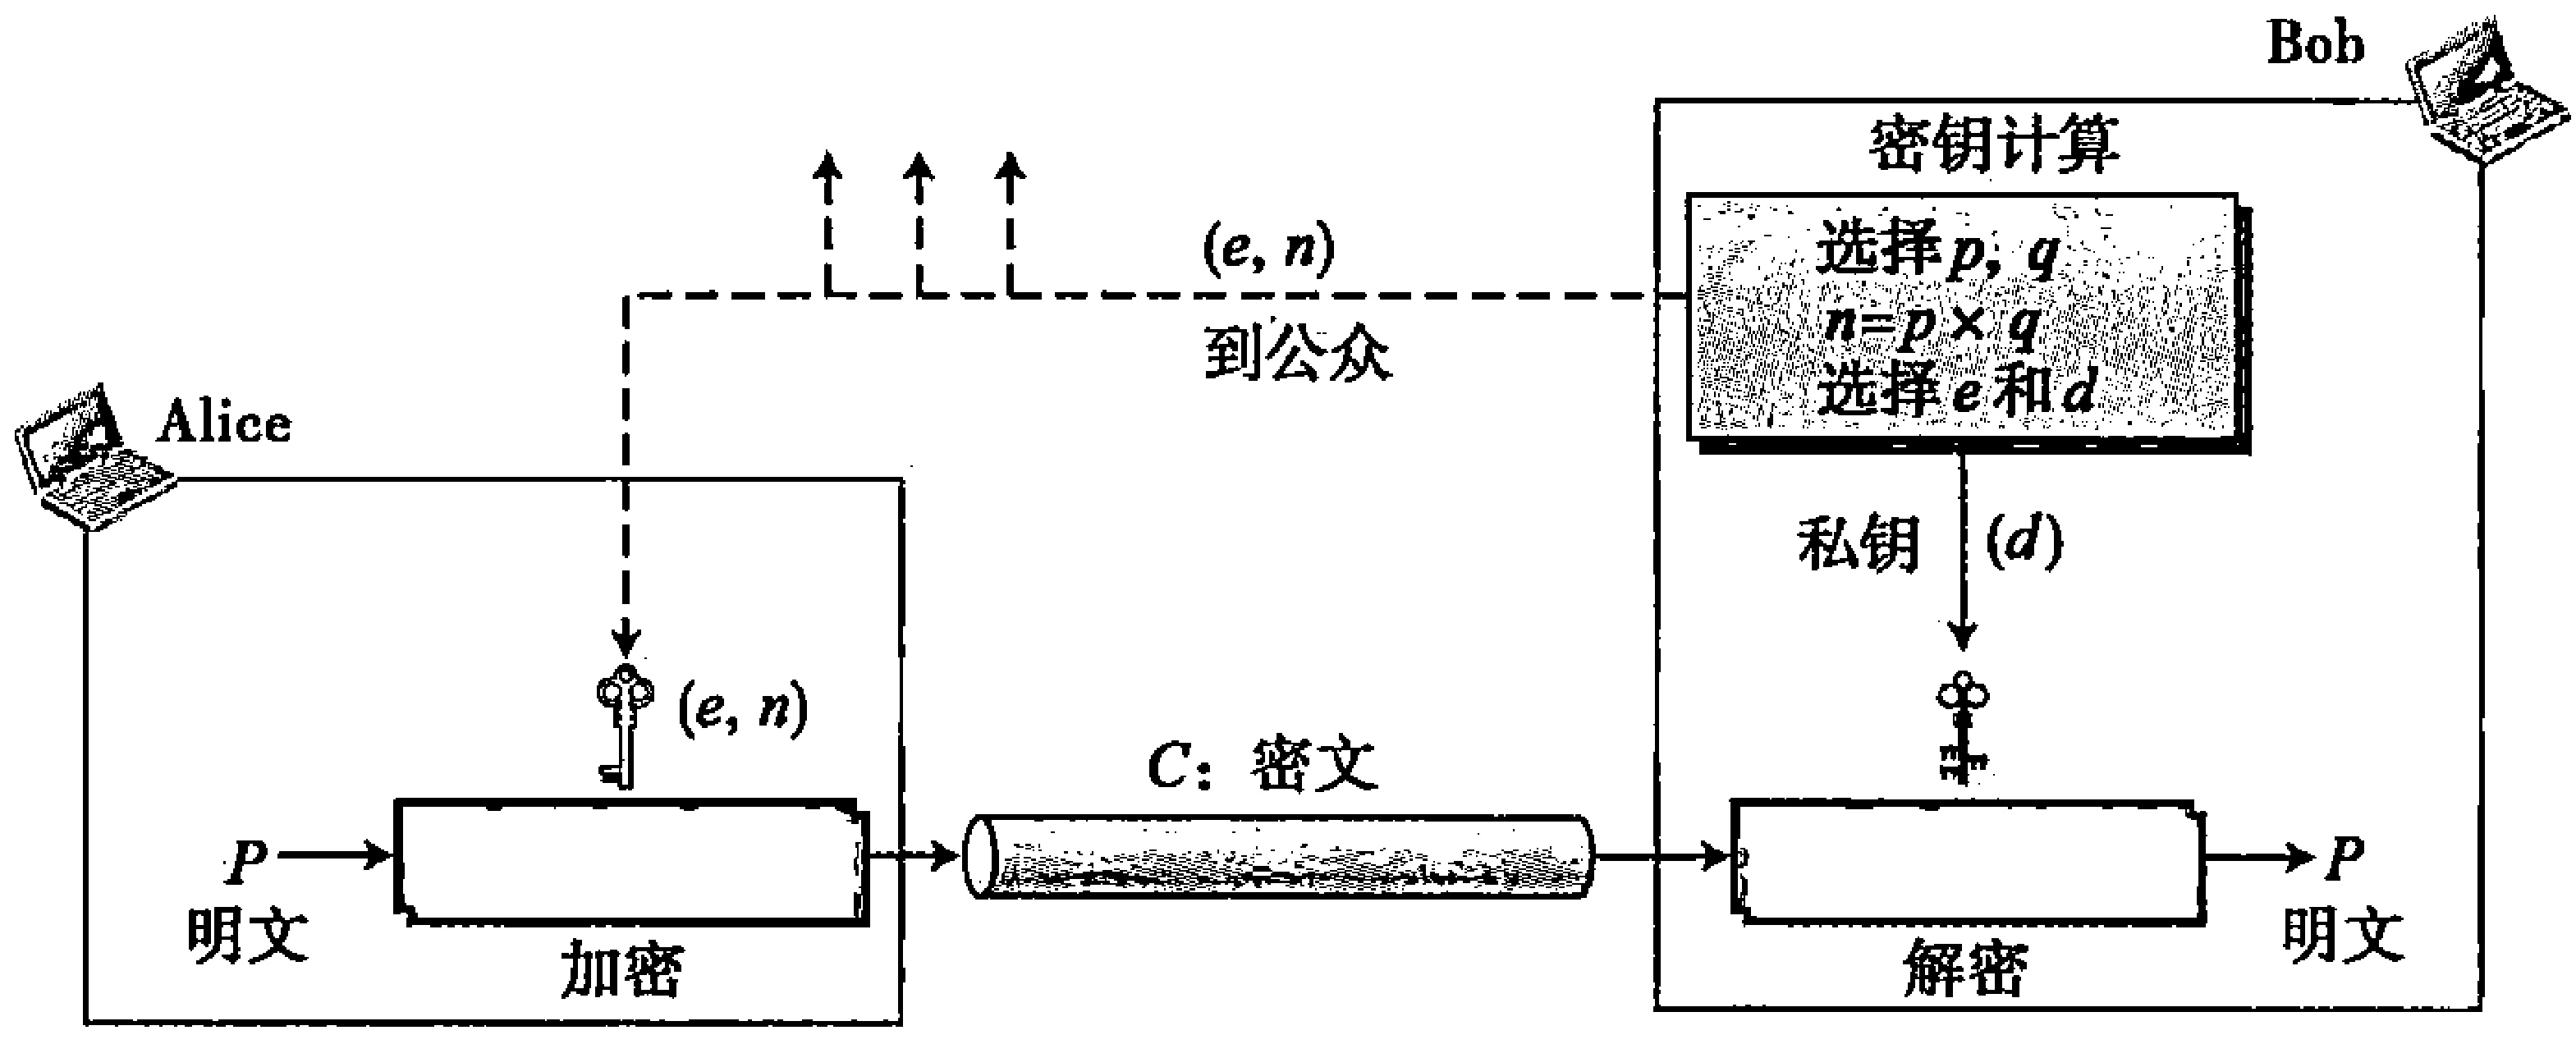 Bob
密钥计算
选择 p, q
n=p × q
选择 e 和 d
(e, n)
到公众
Alice
私钥 (d)
(e, n)
C：密文
P
明文
加密
解密
P
明文